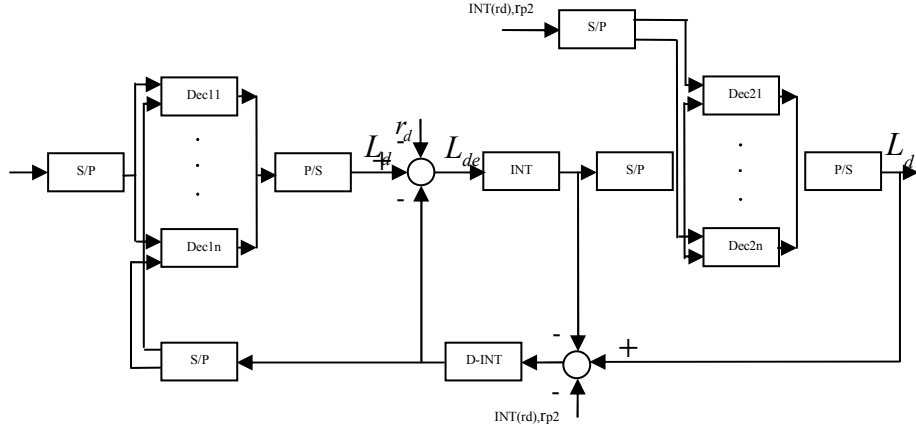 INT(rd),rp2
S/P
Dec11
Dec21
.
.
.
.
.
.
r_d
-
L_d
+
L_de
L_d
S/P
P/S
-
INT
S/P
P/S
Dec1n
Dec2n
-
+
S/P
D-INT
-
INT(rd),rp2